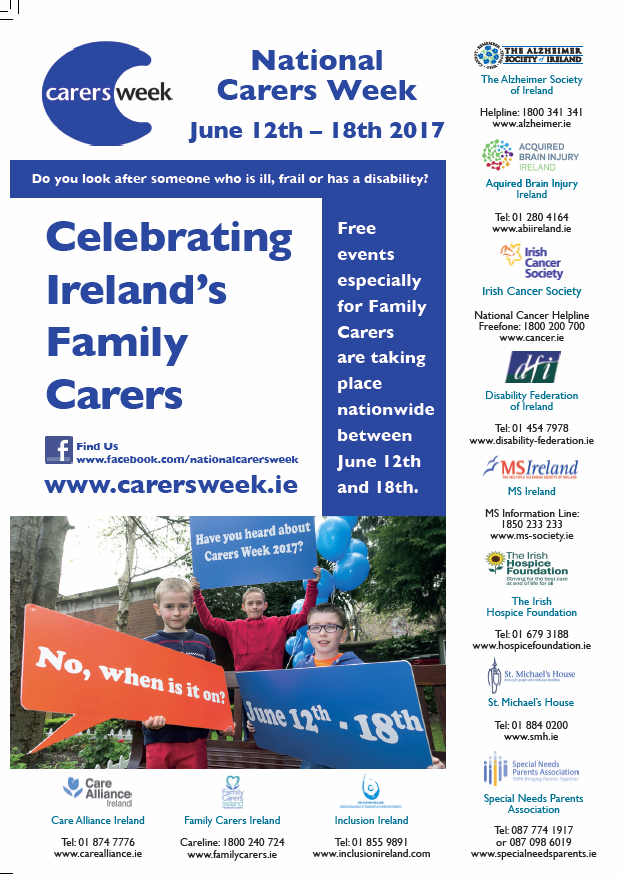 carersweek
National
Carers Week
June 12th – 18th 2017
Do you look after someone who is ill, frail or has a disability?
Celebrating
Ireland's
Family
Carers
Find Us
www.facebook.com/nationalcarersweek
www.carersweek.ie
Free
events
especially
for Family
Carers
are taking
place
nationwide
between
June 12th
and 18th.
Have you heard about
Carers Week 2017?
No, when is it on?
June 12th - 18th
THE ALZHEIMER
SOCIETY of IRELAND
The Alzheimer Society
of Ireland
Helpline: 1800 341 341
www.alzheimer.ie
ACQUIRED
BRAIN INJURY
IRELAND
Aquired Brain Injury
Ireland
Tel: 01 280 4164
www.abiireland.ie
Irish
Cancer
Society
Irish Cancer Society
National Cancer Helpline
Freefone: 1800 200 700
www.cancer.ie
dfi
Disability Federation
of Ireland
Tel: 01 454 7978
www.disability-federation.ie
MSIreland
THE MULTIPLE SCLEROSIS SOCIETY OF IRELAND
MS Ireland
MS Information Line:
1850 233 233
www.ms-society.ie
The Irish
Hospice
Foundation
Striving for the best care
at end of life for all
The Irish
Hospice Foundation
Tel: 01 679 3188
www.hospicefoundation.ie
St. Michael's House
St. Michael's House
Tel: 01 884 0200
www.smh.ie
Special Needs
Parents Association
SNPA Bringing Parents Together
Special Needs Parents
Association
Tel: 087 774 1917
or 087 098 6019
www.specialneedsparents.ie
Care
Alliance
Ireland
Care Alliance Ireland
Tel: 01 874 7776
www.carealliance.ie
Family
Carers
Ireland
Family Carers Ireland
Careline: 1800 240 724
www.familycarers.ie
INCLUSION IRELAND
Inclusion Ireland
Tel: 01 855 9891
www.inclusionireland.com